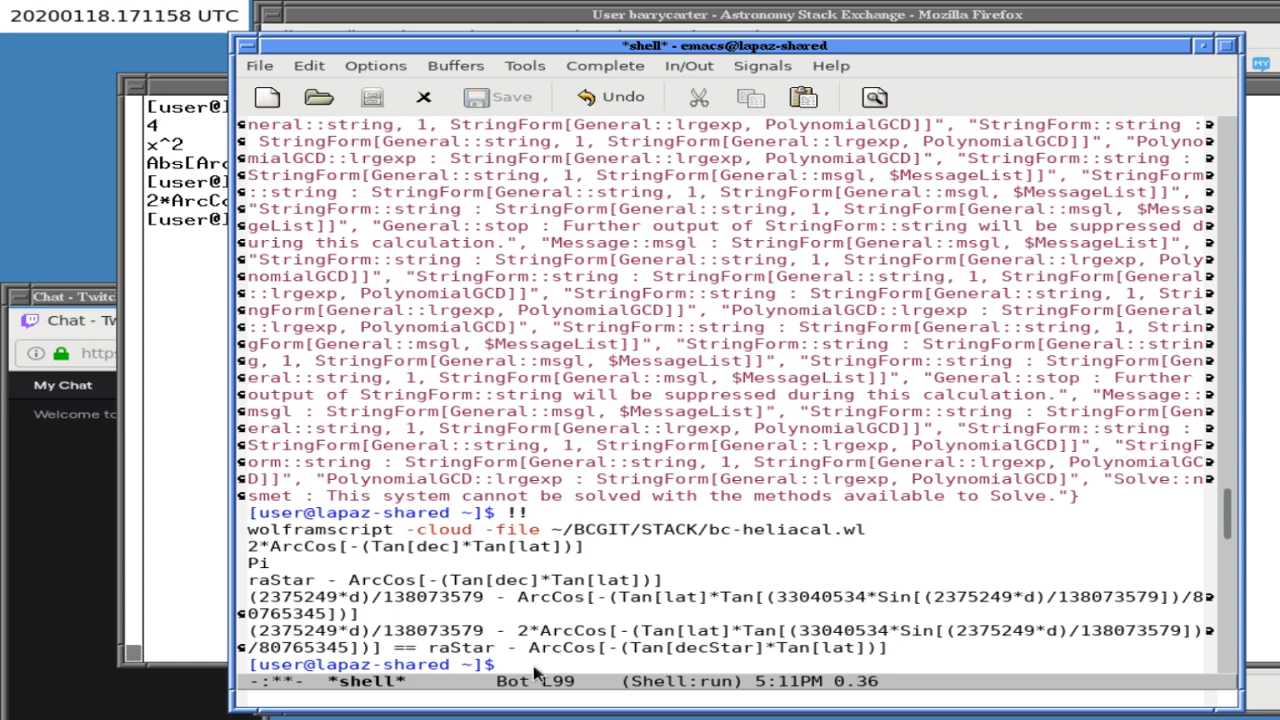 20200118.171158 UTC
User barrycarter - Astronomy Stack Exchange - Mozilla Firefox
*shell* - emacs@lapaz-shared
File Edit Options Buffers Tools Complete In/Out Signals Help
Save Undo
[user@]
4
x^2
Abs[Arc
[user@]
2*ArcCo
[user@]
Chat - Twitc
Chat - Tw
https
My Chat
Welcome to
neral::string, 1, StringForm[General::lrgexp, PolynomialGCD]]", "StringForm::string :
StringForm[General::string, 1, StringForm[General::lrgexp, PolynomialGCD]]", "Polyno
mialGCD::lrgexp : StringForm[General::lrgexp, PolynomialGCD]", "StringForm::string :
StringForm[General::string, 1, StringForm[General::msgl, $MessageList]]", "StringForm
::string : StringForm[General::string, 1, StringForm[General::msgl, $MessageList]]",
"StringForm::string : StringForm[General::string, 1, StringForm[General::msgl, $Messa
geList]]", "General::stop : Further output of StringForm::string will be suppressed d
uring this calculation.", "Message::msgl : StringForm[General::msgl, $MessageList]",
"StringForm::string : StringForm[General::string, 1, StringForm[General::lrgexp, Poly
nomialGCD]]", "StringForm::string : StringForm[General::string, 1, StringForm[General
::lrgexp, PolynomialGCD]]", "StringForm::string : StringForm[General::string, 1, Stri
ngForm[General::lrgexp, PolynomialGCD]]", "PolynomialGCD::lrgexp : StringForm[General
::lrgexp, PolynomialGCD]", "StringForm::string : StringForm[General::string, 1, Strin
gForm[General::msgl, $MessageList]]", "StringForm::string : StringForm[General::strin
g, 1, StringForm[General::msgl, $MessageList]]", "StringForm::string : StringForm[Gen
eral::string, 1, StringForm[General::msgl, $MessageList]]", "General::stop : Further
output of StringForm::string will be suppressed during this calculation.", "Message::
msgl : StringForm[General::msgl, $MessageList]", "StringForm::string : StringForm[Gen
eral::string, 1, StringForm[General::lrgexp, PolynomialGCD]]", "StringForm::string :
StringForm[General::string, 1, StringForm[General::lrgexp, PolynomialGCD]]", "StringF
orm::string : StringForm[General::string, 1, StringForm[General::lrgexp, PolynomialGC
D]]", "PolynomialGCD::lrgexp : StringForm[General::lrgexp, PolynomialGCD]", "Solve::n
smet : This system cannot be solved with the methods available to Solve."}
[user@lapaz-shared ~]$ !!
wolframscript -cloud -file ~/BCGIT/STACK/bc-heliacal.wl
2*ArcCos[-(Tan[dec]*Tan[lat])]
Pi
raStar - ArcCos[-(Tan[dec]*Tan[lat])]
(2375249*d)/138073579 - ArcCos[-(Tan[lat]*Tan[(33040534*Sin[(2375249*d)/138073579])/8
0765345])]
(2375249*d)/138073579 - 2*ArcCos[-(Tan[lat]*Tan[(33040534*Sin[(2375249*d)/138073579])
/80765345])] == raStar - ArcCos[-(Tan[decStar]*Tan[lat])]
[user@lapaz-shared ~]$
-:**- *shell* Bot L99 (Shell:run) 5:11PM 0.36